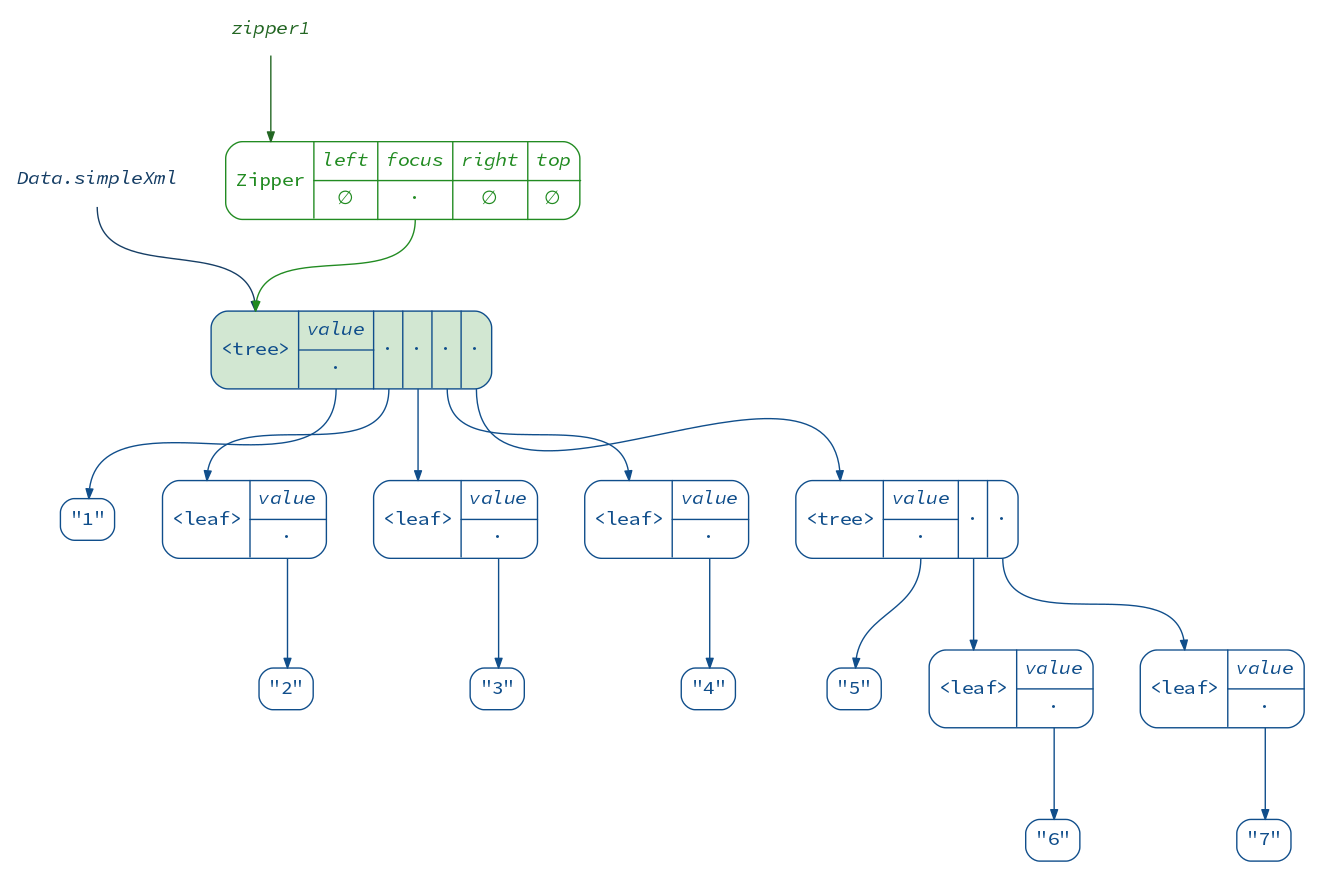 zipper1
Zipper left focus right top
∅ · ∅ ∅
Data.simpleXml
<tree> value · · · ·
·
"1"
<leaf> value
·
<leaf> value
·
<leaf> value
·
<tree> value · ·
·
"2"
"3"
"4"
"5"
<leaf> value
·
<leaf> value
·
"6"
"7"